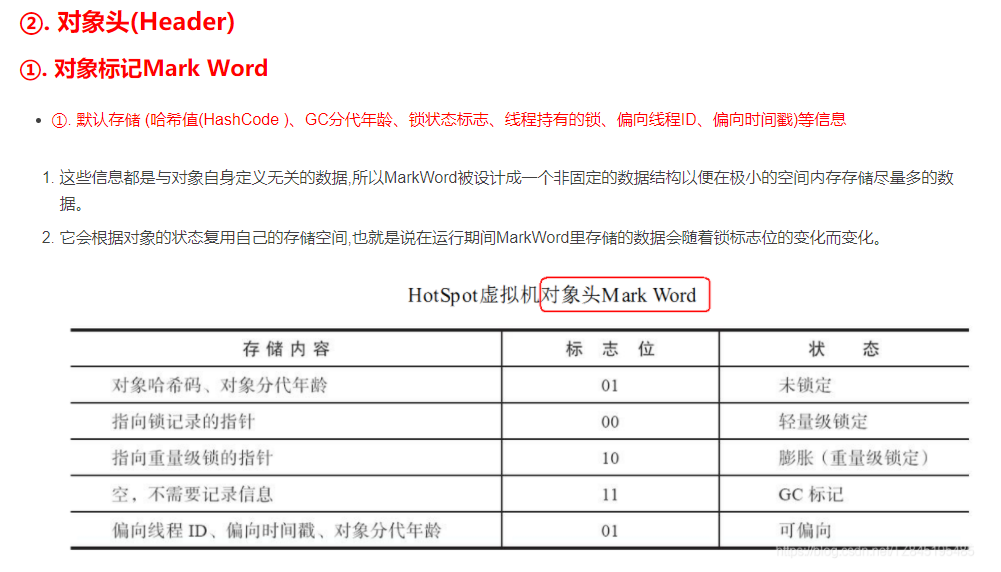 ②. 对象头(Header)
①. 对象标记Mark Word
①. 默认存储 (哈希值(HashCode )、GC分代年龄、锁状态标志、线程持有的锁、偏向线程ID、偏向时间戳)等信息
1. 这些信息都是与对象自身定义无关的数据,所以MarkWord被设计成一个非固定的数据结构以便在极小的空间内存存储尽量多的数
据。
2. 它会根据对象的状态复用自己的存储空间,也就是说在运行期间MarkWord里存储的数据会随着锁标志位的变化而变化。
HotSpot虚拟机对象头Mark Word
存储内容 标志位 状态
对象哈希码、对象分代年龄 01 未锁定
指向锁记录的指针 00 轻量级锁定
指向重量级锁的指针 10 膨胀（重量级锁定）
空，不需要记录信息 11 GC 标记
偏向线程 ID、偏向时间戳、对象分代年龄 01 可偏向